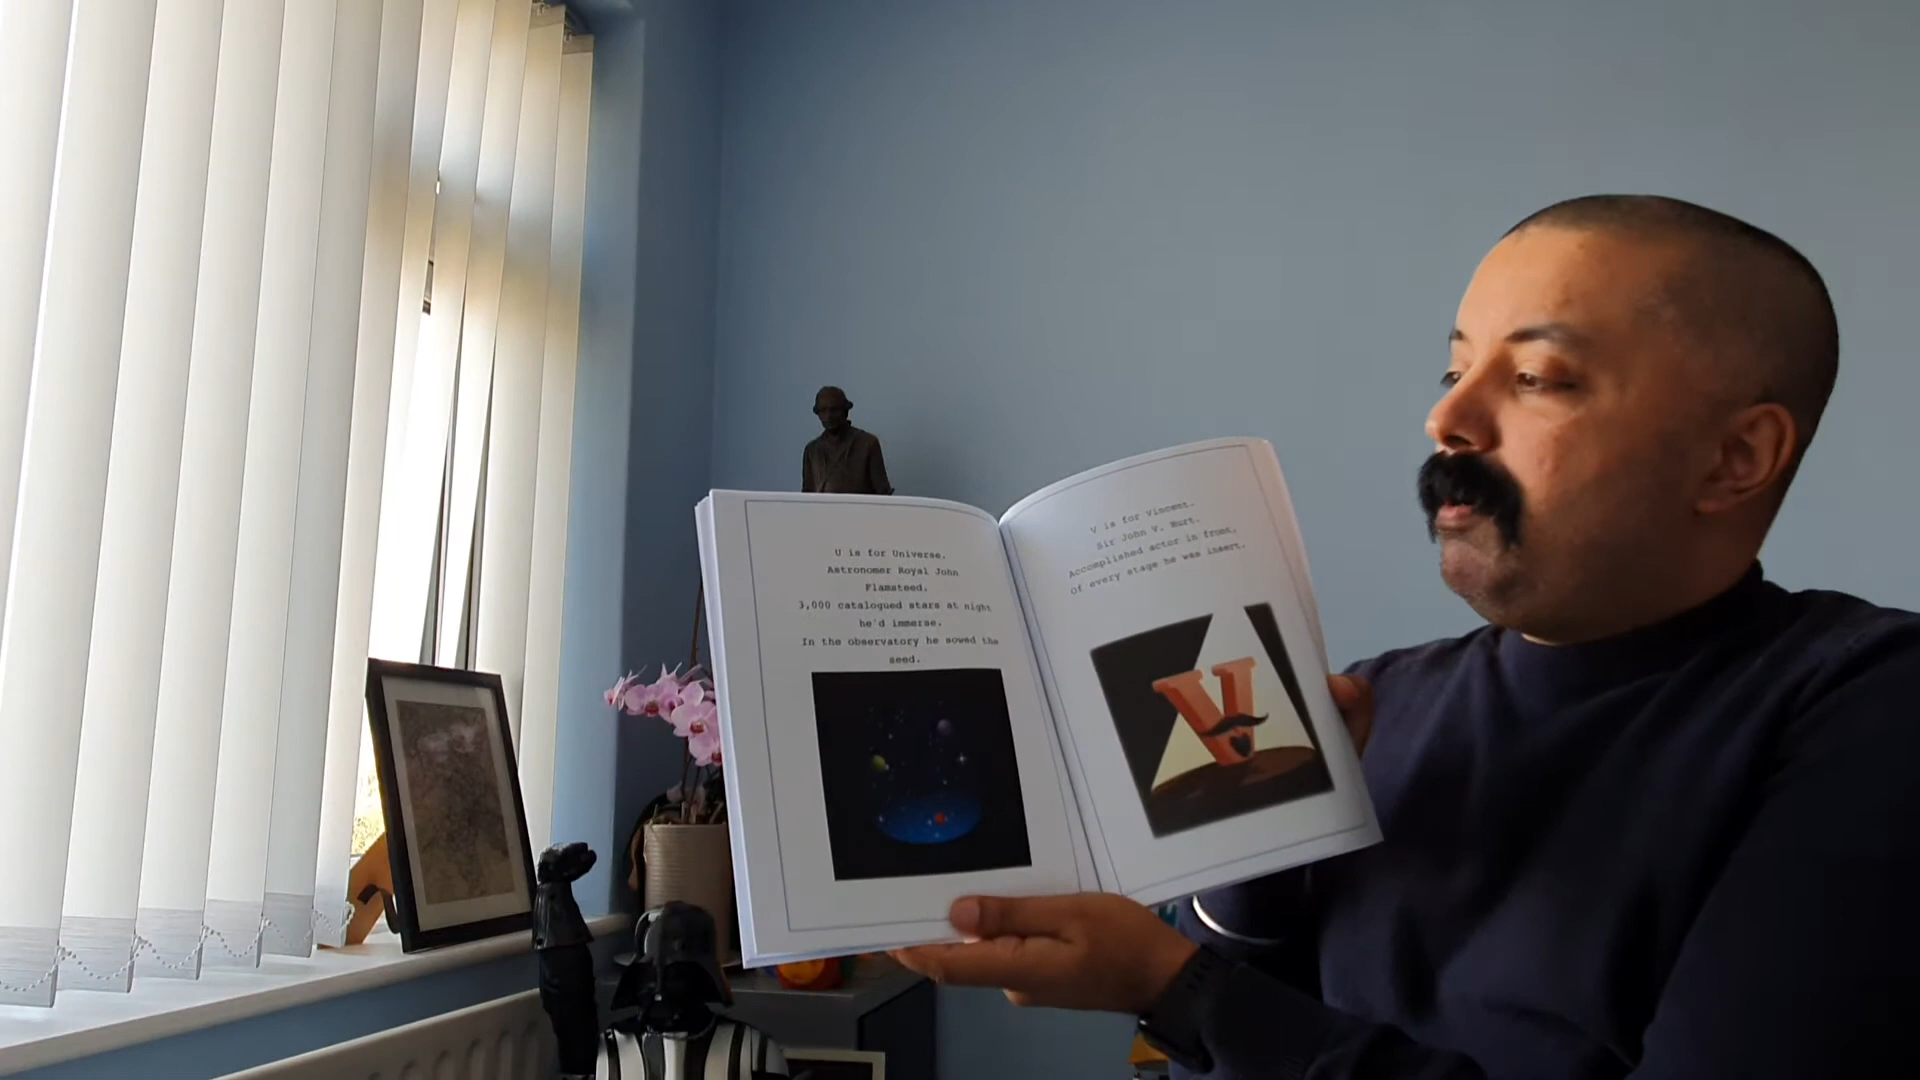 U is for Universe.
Astronomer Royal John
Flamsteed.
3,000 catalogued stars at night
he'd immerse.
In the observatory he sowed the
seed.
V is for Vincent.
Sir John V. Hurt.
Accomplished actor in front,
of every stage he was insert.